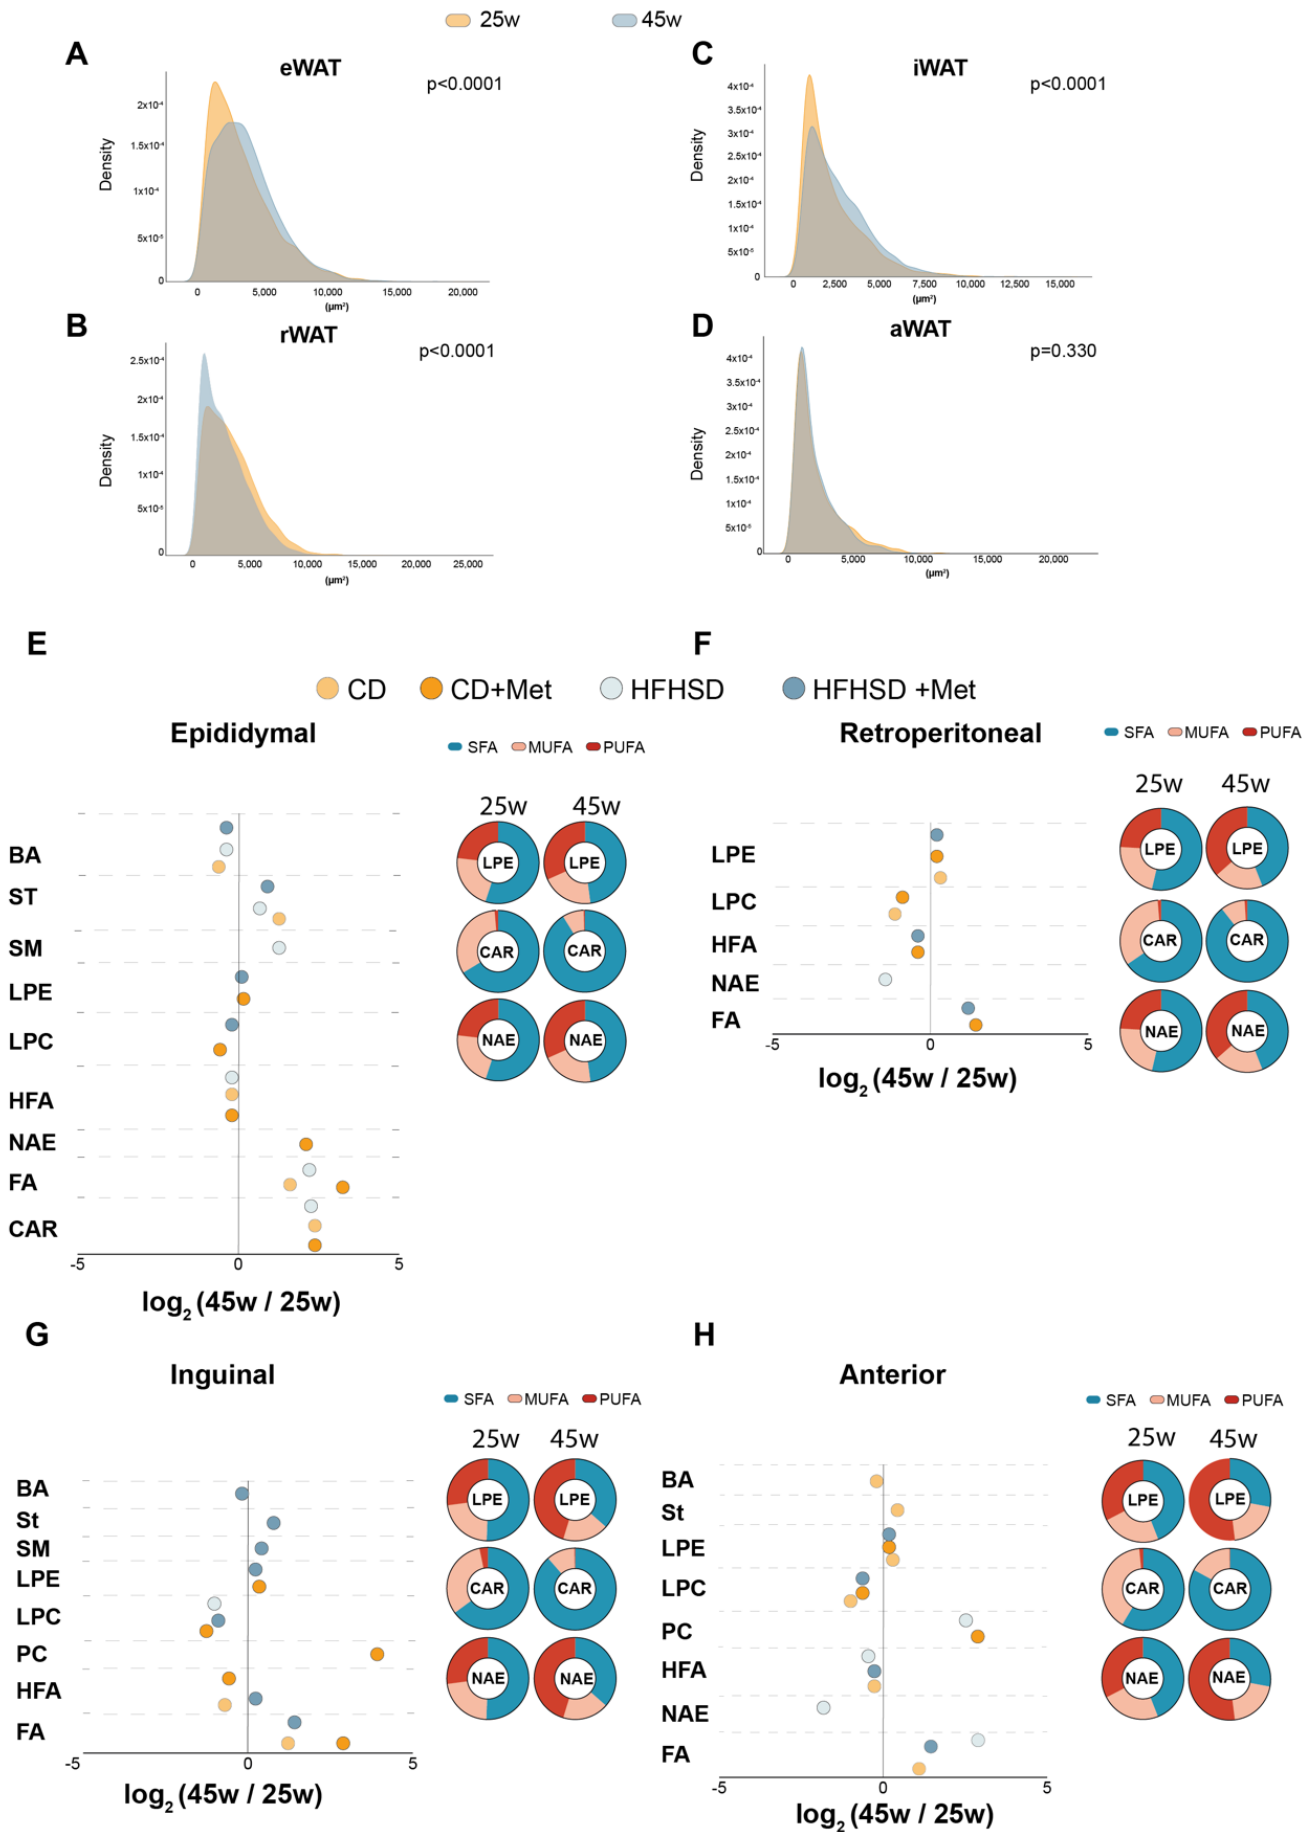 25w 45w
A
eWAT
p<0.0001
Density
2x10⁻⁴
1.5x10⁻⁴
1x10⁻⁴
5x10⁻⁵
0
0 5,000 10,000 15,000 20,000
(µm²)
C
iWAT
p<0.0001
Density
4x10⁻⁴
3.5x10⁻⁴
3x10⁻⁴
2.5x10⁻⁴
2x10⁻⁴
1.5x10⁻⁴
1x10⁻⁴
5x10⁻⁵
0
0 2,500 5,000 7,500 10,000 12,500 15,000
(µm²)
B
rWAT
p<0.0001
Density
2.5x10⁻⁴
2x10⁻⁴
1.5x10⁻⁴
1x10⁻⁴
5x10⁻⁵
0
0 5,000 10,000 15,000 20,000 25,000
(µm²)
D
aWAT
p=0.330
Density
4x10⁻⁴
3.5x10⁻⁴
3x10⁻⁴
2x10⁻⁴
1x10⁻⁴
5x10⁻⁵
0
0 5,000 10,000 15,000 20,000
(µm²)
E
F
CD CD+Met HFHSD HFHSD +Met
Epididymal
SFA MUFA PUFA
25w 45w
BA
ST
SM
LPE
LPC
HFA
NAE
FA
CAR
-5 0 5
log₂ (45w / 25w)
LPE LPE
CAR CAR
NAE NAE
Retroperitoneal
SFA MUFA PUFA
25w 45w
LPE
LPC
HFA
NAE
FA
-5 0 5
log₂ (45w / 25w)
LPE LPE
CAR CAR
NAE NAE
G
Inguinal
SFA MUFA PUFA
25w 45w
BA
St
SM
LPE
LPC
PC
HFA
FA
-5 0 5
log₂ (45w / 25w)
LPE LPE
CAR CAR
NAE NAE
H
Anterior
SFA MUFA PUFA
25w 45w
BA
St
LPE
LPC
PC
HFA
NAE
FA
-5 0 5
log₂ (45w / 25w)
LPE LPE
CAR CAR
NAE NAE